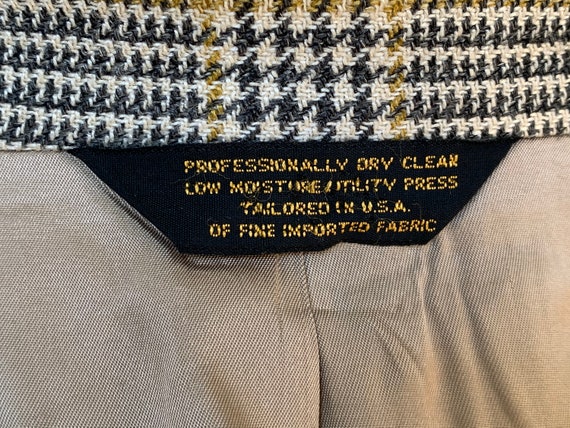 PROFESSIONALLY DRY CLEAN
LOW MOISTURE/UTILITY PRESS
TAILORED IN U.S.A.
OF FINE IMPORTED FABRIC